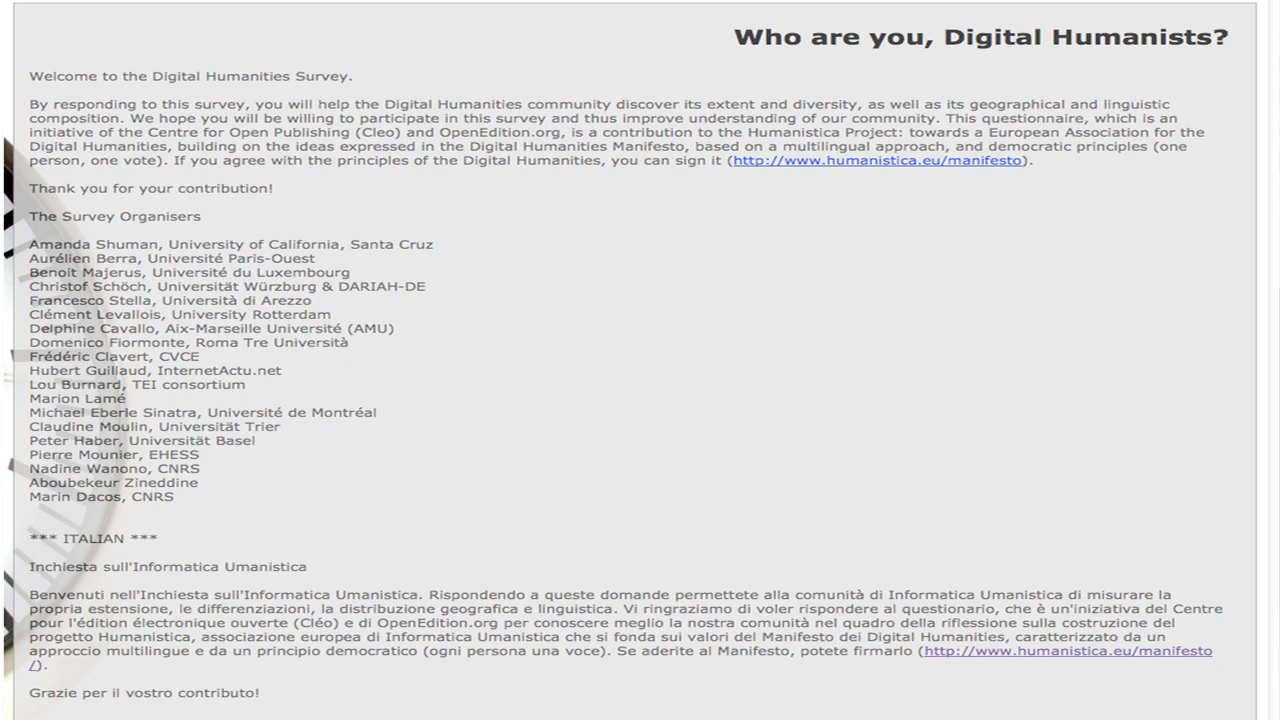 Who are you, Digital Humanists?
Welcome to the Digital Humanities Survey.
By responding to this survey, you will help the Digital Humanities community discover its extent and diversity, as well as its geographical and linguistic
composition. We hope you will be willing to participate in this survey and thus improve understanding of our community. This questionnaire, which is an
initiative of the Centre for Open Publishing (Cleo) and OpenEdition.org, is a contribution to the Humanistica Project: towards a European Association for the
Digital Humanities, building on the ideas expressed in the Digital Humanities Manifesto, based on a multilingual approach, and democratic principles (one
person, one vote). If you agree with the principles of the Digital Humanities, you can sign it (http://www.humanistica.eu/manifesto).
Thank you for your contribution!
The Survey Organisers
Amanda Shuman, University of California, Santa Cruz
Aurélien Berra, Université Paris-Ouest
Benoit Majerus, Université du Luxembourg
Christof Schöch, Universität Würzburg & DARIAH-DE
Francesco Stella, Università di Arezzo
Clément Levallois, University Rotterdam
Delphine Cavallo, Aix-Marseille Université (AMU)
Domenico Fiormonte, Roma Tre Università
Frédéric Clavert, CVCE
Hubert Guillaud, InternetActu.net
Lou Burnard, TEI consortium
Marion Lamé
Michael Eberle Sinatra, Université de Montréal
Claudine Moulin, Universität Trier
Peter Haber, Universität Basel
Pierre Mounier, EHESS
Nadine Wanono, CNRS
Aboubekeur Zineddine
Marin Dacos, CNRS
*** ITALIAN ***
Inchiesta sull'Informatica Umanistica
Benvenuti nell'Inchiesta sull'Informatica Umanistica. Rispondendo a queste domande permettete alla comunità di Informatica Umanistica di misurare la
propria estensione, le differenziazioni, la distribuzione geografica e linguistica. Vi ringraziamo di voler rispondere al questionario, che è un'iniziativa del Centre
pour l'édition électronique ouverte (Cléo) e di OpenEdition.org per conoscere meglio la nostra comunità nel quadro della riflessione sulla costruzione del
progetto Humanistica, associazione europea di Informatica Umanistica che si fonda sui valori del Manifesto dei Digital Humanities, caratterizzato da un
approccio multilingue e da un principio democratico (ogni persona una voce). Se aderite al Manifesto, potete firmarlo (http://www.humanistica.eu/manifesto
/).
Grazie per il vostro contributo!